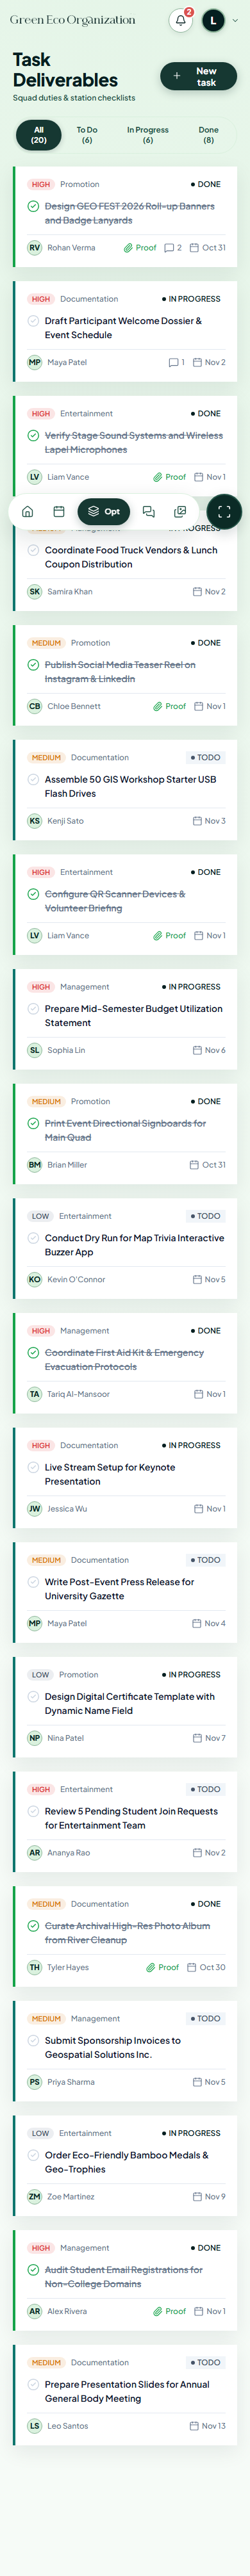 Green Eco Organization
2
L
Task
Deliverables
Squad duties & station checklists
New
task
All
(20)
To Do
(6)
In Progress
(6)
Done
(8)
HIGH Promotion DONE
Design GEO FEST 2026 Roll-up Banners
and Badge Lanyards
RV Rohan Verma Proof 2 Oct 31
HIGH Documentation IN PROGRESS
Draft Participant Welcome Dossier &
Event Schedule
MP Maya Patel 1 Nov 2
HIGH Entertainment DONE
Verify Stage Sound Systems and Wireless
Lapel Microphones
LV Liam Vance Proof Nov 1
Opt
Coordinate Food Truck Vendors & Lunch
Coupon Distribution
SK Samira Khan Nov 2
MEDIUM Promotion DONE
Publish Social Media Teaser Reel on
Instagram & LinkedIn
CB Chloe Bennett Proof Nov 1
MEDIUM Documentation TODO
Assemble 50 GIS Workshop Starter USB
Flash Drives
KS Kenji Sato Nov 3
HIGH Entertainment DONE
Configure QR Scanner Devices &
Volunteer Briefing
LV Liam Vance Proof Nov 1
HIGH Management IN PROGRESS
Prepare Mid-Semester Budget Utilization
Statement
SL Sophia Lin Nov 6
MEDIUM Promotion DONE
Print Event Directional Signboards for
Main Quad
BM Brian Miller Oct 31
LOW Entertainment TODO
Conduct Dry Run for Map Trivia Interactive
Buzzer App
KO Kevin O'Connor Nov 5
HIGH Management DONE
Coordinate First Aid Kit & Emergency
Evacuation Protocols
TA Tariq Al-Mansoor Nov 1
HIGH Documentation IN PROGRESS
Live Stream Setup for Keynote
Presentation
JW Jessica Wu Nov 1
MEDIUM Documentation TODO
Write Post-Event Press Release for
University Gazette
MP Maya Patel Nov 4
LOW Promotion IN PROGRESS
Design Digital Certificate Template with
Dynamic Name Field
NP Nina Patel Nov 7
HIGH Entertainment TODO
Review 5 Pending Student Join Requests
for Entertainment Team
AR Ananya Rao Nov 2
MEDIUM Documentation DONE
Curate Archival High-Res Photo Album
from River Cleanup
TH Tyler Hayes Proof Oct 30
MEDIUM Management TODO
Submit Sponsorship Invoices to
Geospatial Solutions Inc.
PS Priya Sharma Nov 5
LOW Entertainment IN PROGRESS
Order Eco-Friendly Bamboo Medals &
Geo-Trophies
ZM Zoe Martinez Nov 9
HIGH Management DONE
Audit Student Email Registrations for
Non-College Domains
AR Alex Rivera Proof Nov 1
MEDIUM Documentation TODO
Prepare Presentation Slides for Annual
General Body Meeting
LS Leo Santos Nov 13